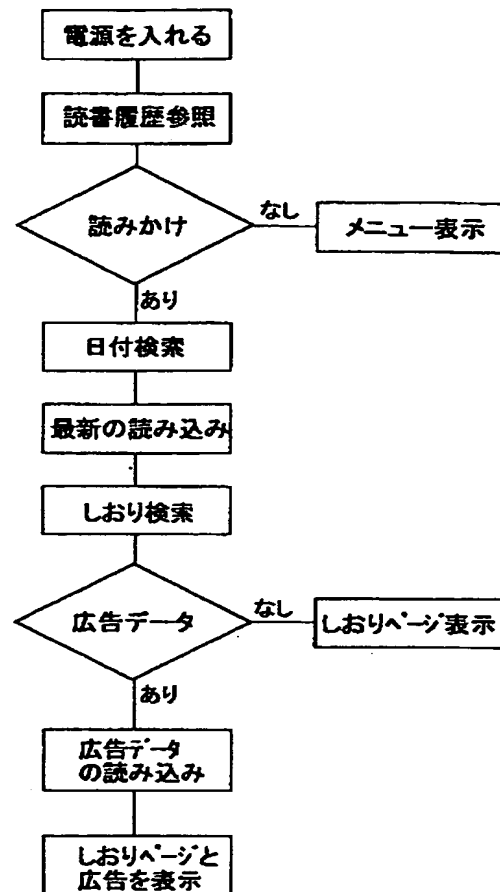 電源を入れる
読書履歴参照
読みかけ
なし
メニュー表示
あり
日付検索
最新の読み込み
しおり検索
広告データ
なし
しおりページ表示
あり
広告データ
の読み込み
しおりページと
広告を表示